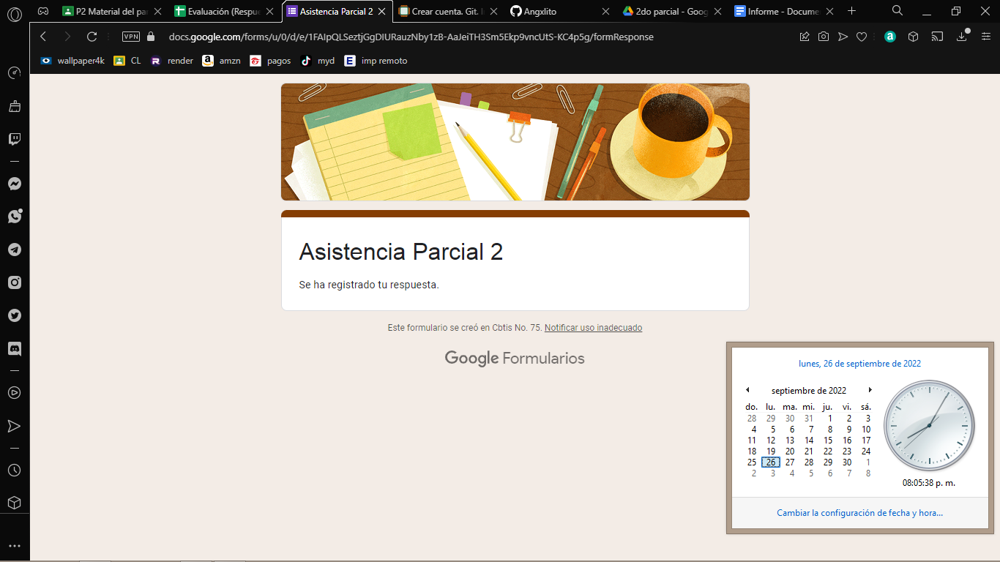 P2 Material del par
Evaluación (Respue
Asistencia Parcial 2
Crear cuenta. Git. I
Angxlito
2do parcial - Goog
Informe - Docume
VPN
docs.google.com/forms/u/0/d/e/1FAIpQLSeztjGgDIURauzNby1zB-AaJeiTH3Sm5Ekp9vncUtS-KC4p5g/formResponse
wallpaper4k
CL
render
amzn
pagos
myd
imp remoto
Asistencia Parcial 2
Se ha registrado tu respuesta.
Este formulario se creó en Cbtis No. 75. Notificar uso inadecuado
Google Formularios
lunes, 26 de septiembre de 2022
septiembre de 2022
do. lu. ma. mi. ju. vi. sá.
28 29 30 31 1 2 3
4 5 6 7 8 9 10
11 12 13 14 15 16 17
18 19 20 21 22 23 24
25 26 27 28 29 30 1
2 3 4 5 6 7 8
08:05:38 p. m.
Cambiar la configuración de fecha y hora...